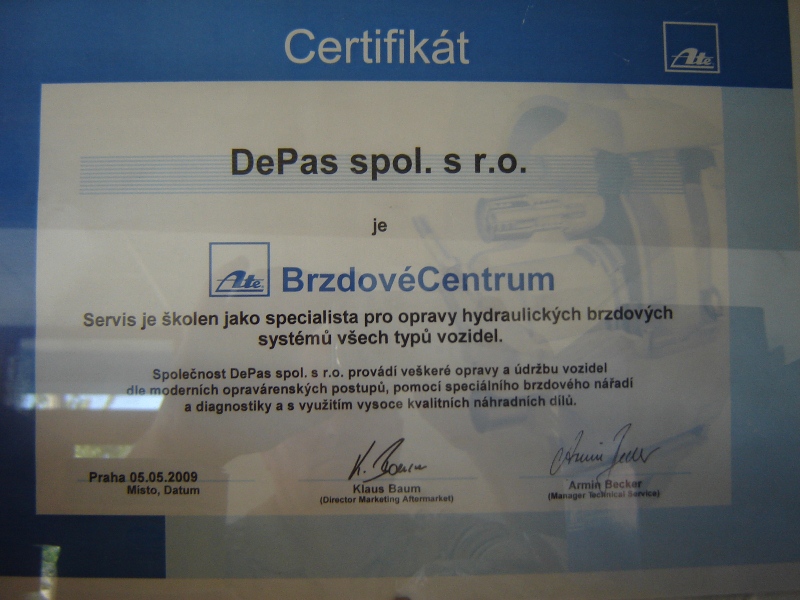 Certifikát
Ate
DePas spol. s r.o.
je
Ate BrzdovéCentrum
Servis je školen jako specialista pro opravy hydraulických brzdových
systémů všech typů vozidel.
Společnost DePas spol. s r.o. provádí veškeré opravy a údržbu vozidel
dle moderních opravárenských postupů, pomocí speciálního brzdového nářadí
a diagnostiky a s využitím vysoce kvalitních náhradních dílů.
K. Baum
Armin Becker
Praha 05.05.2009
Místo, Datum
Klaus Baum
(Director Marketing Aftermarket)
Armin Becker
(Manager Technical Service)